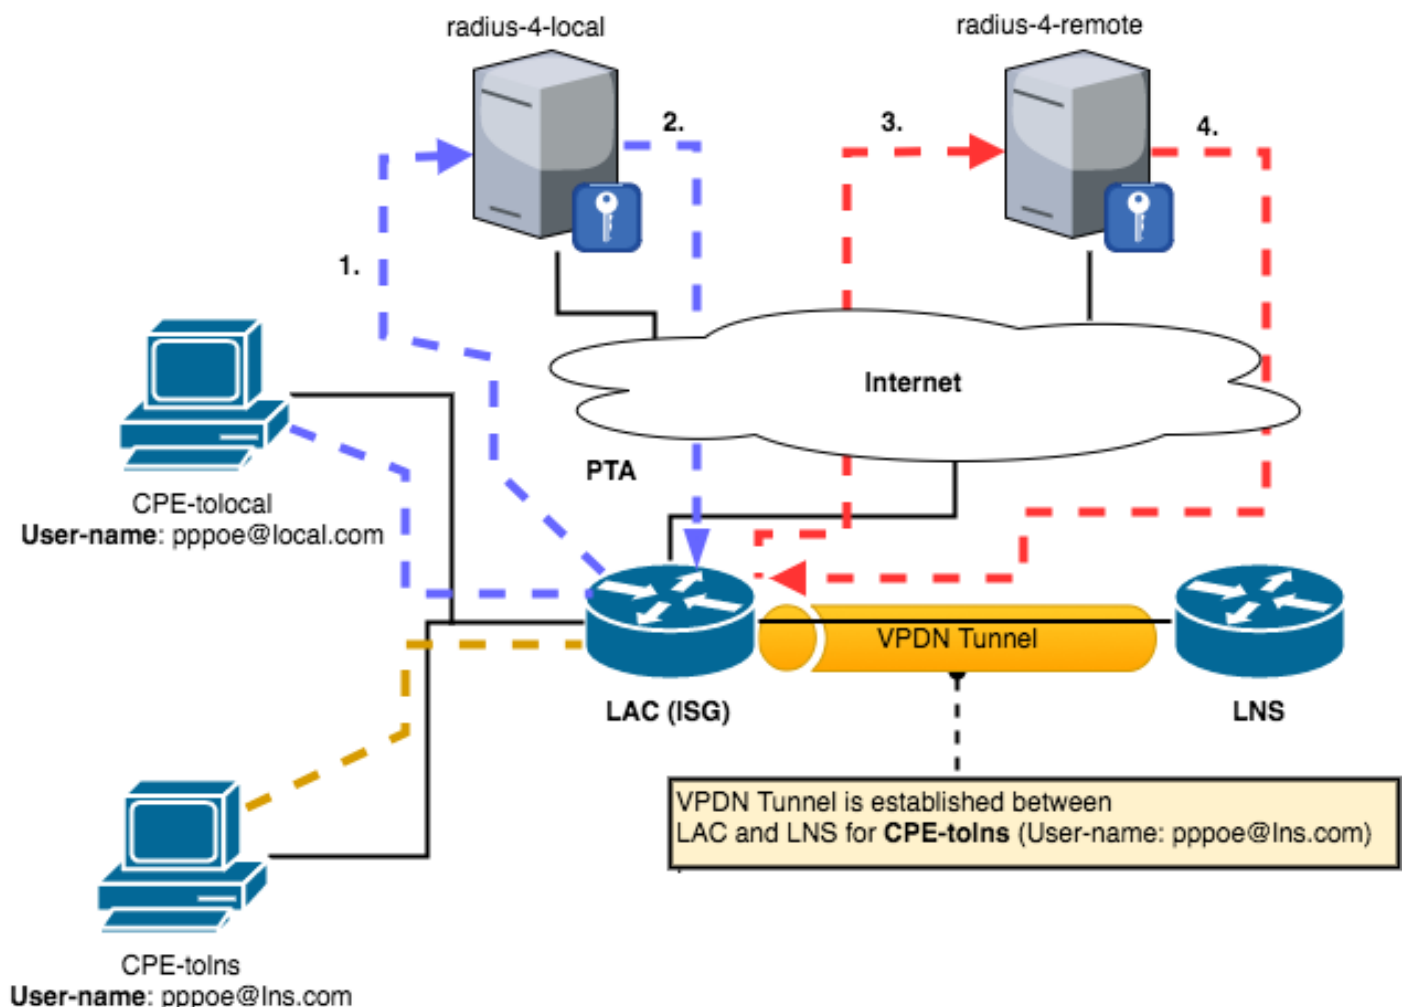 radius-4-local
radius-4-remote
2.
3.
4.
1.
Internet
PTA
CPE-tolocal
User-name: pppoe@local.com
VPDN Tunnel
LAC (ISG)
LNS
VPDN Tunnel is established between
LAC and LNS for CPE-tolns (User-name: pppoe@lns.com)
CPE-tolns
User-name: pppoe@lns.com